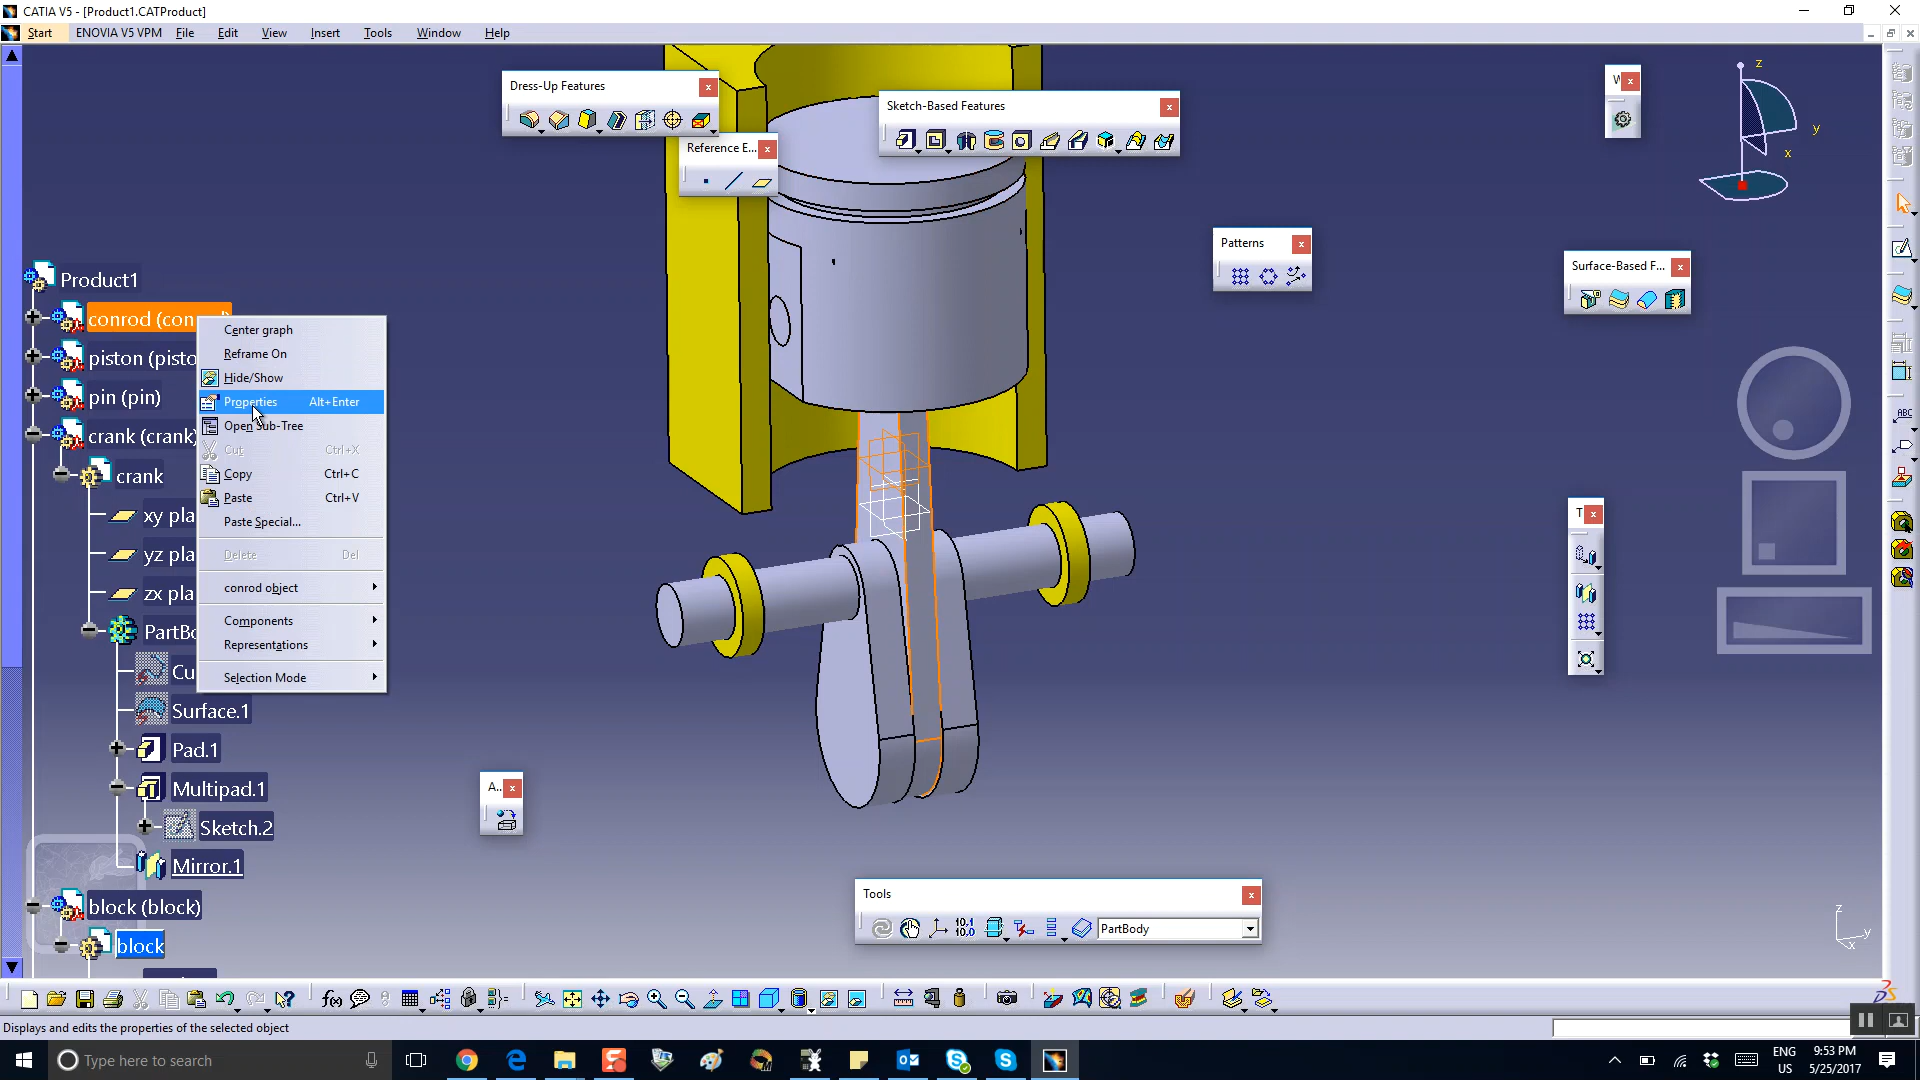 CATIA V5 - [Product1.CATProduct]
Start ENOVIA V5 VPM File Edit View Insert Tools Window Help
Dress-Up Features
Sketch-Based Features
Reference E...
Patterns
Surface-Based F...
z
y
x
Product1
conrod (con
piston (pisto
pin (pin)
crank (crank)
crank
xy pla
yz pla
zx pla
PartBo
Cu
Surface.1
Pad.1
Multipad.1
Sketch.2
Mirror.1
block (block)
block
Center graph
Reframe On
Hide/Show
Properties Alt+Enter
Open Sub-Tree
Cut Ctrl+X
Copy Ctrl+C
Paste Ctrl+V
Paste Special...
Delete Del
conrod object
Components
Representations
Selection Mode
T
A..
ABC
Tools
10,1
10,0
PartBody
z
y
x
f(x)
Displays and edits the properties of the selected object
Type here to search
ENG
US
9:53 PM
5/25/2017